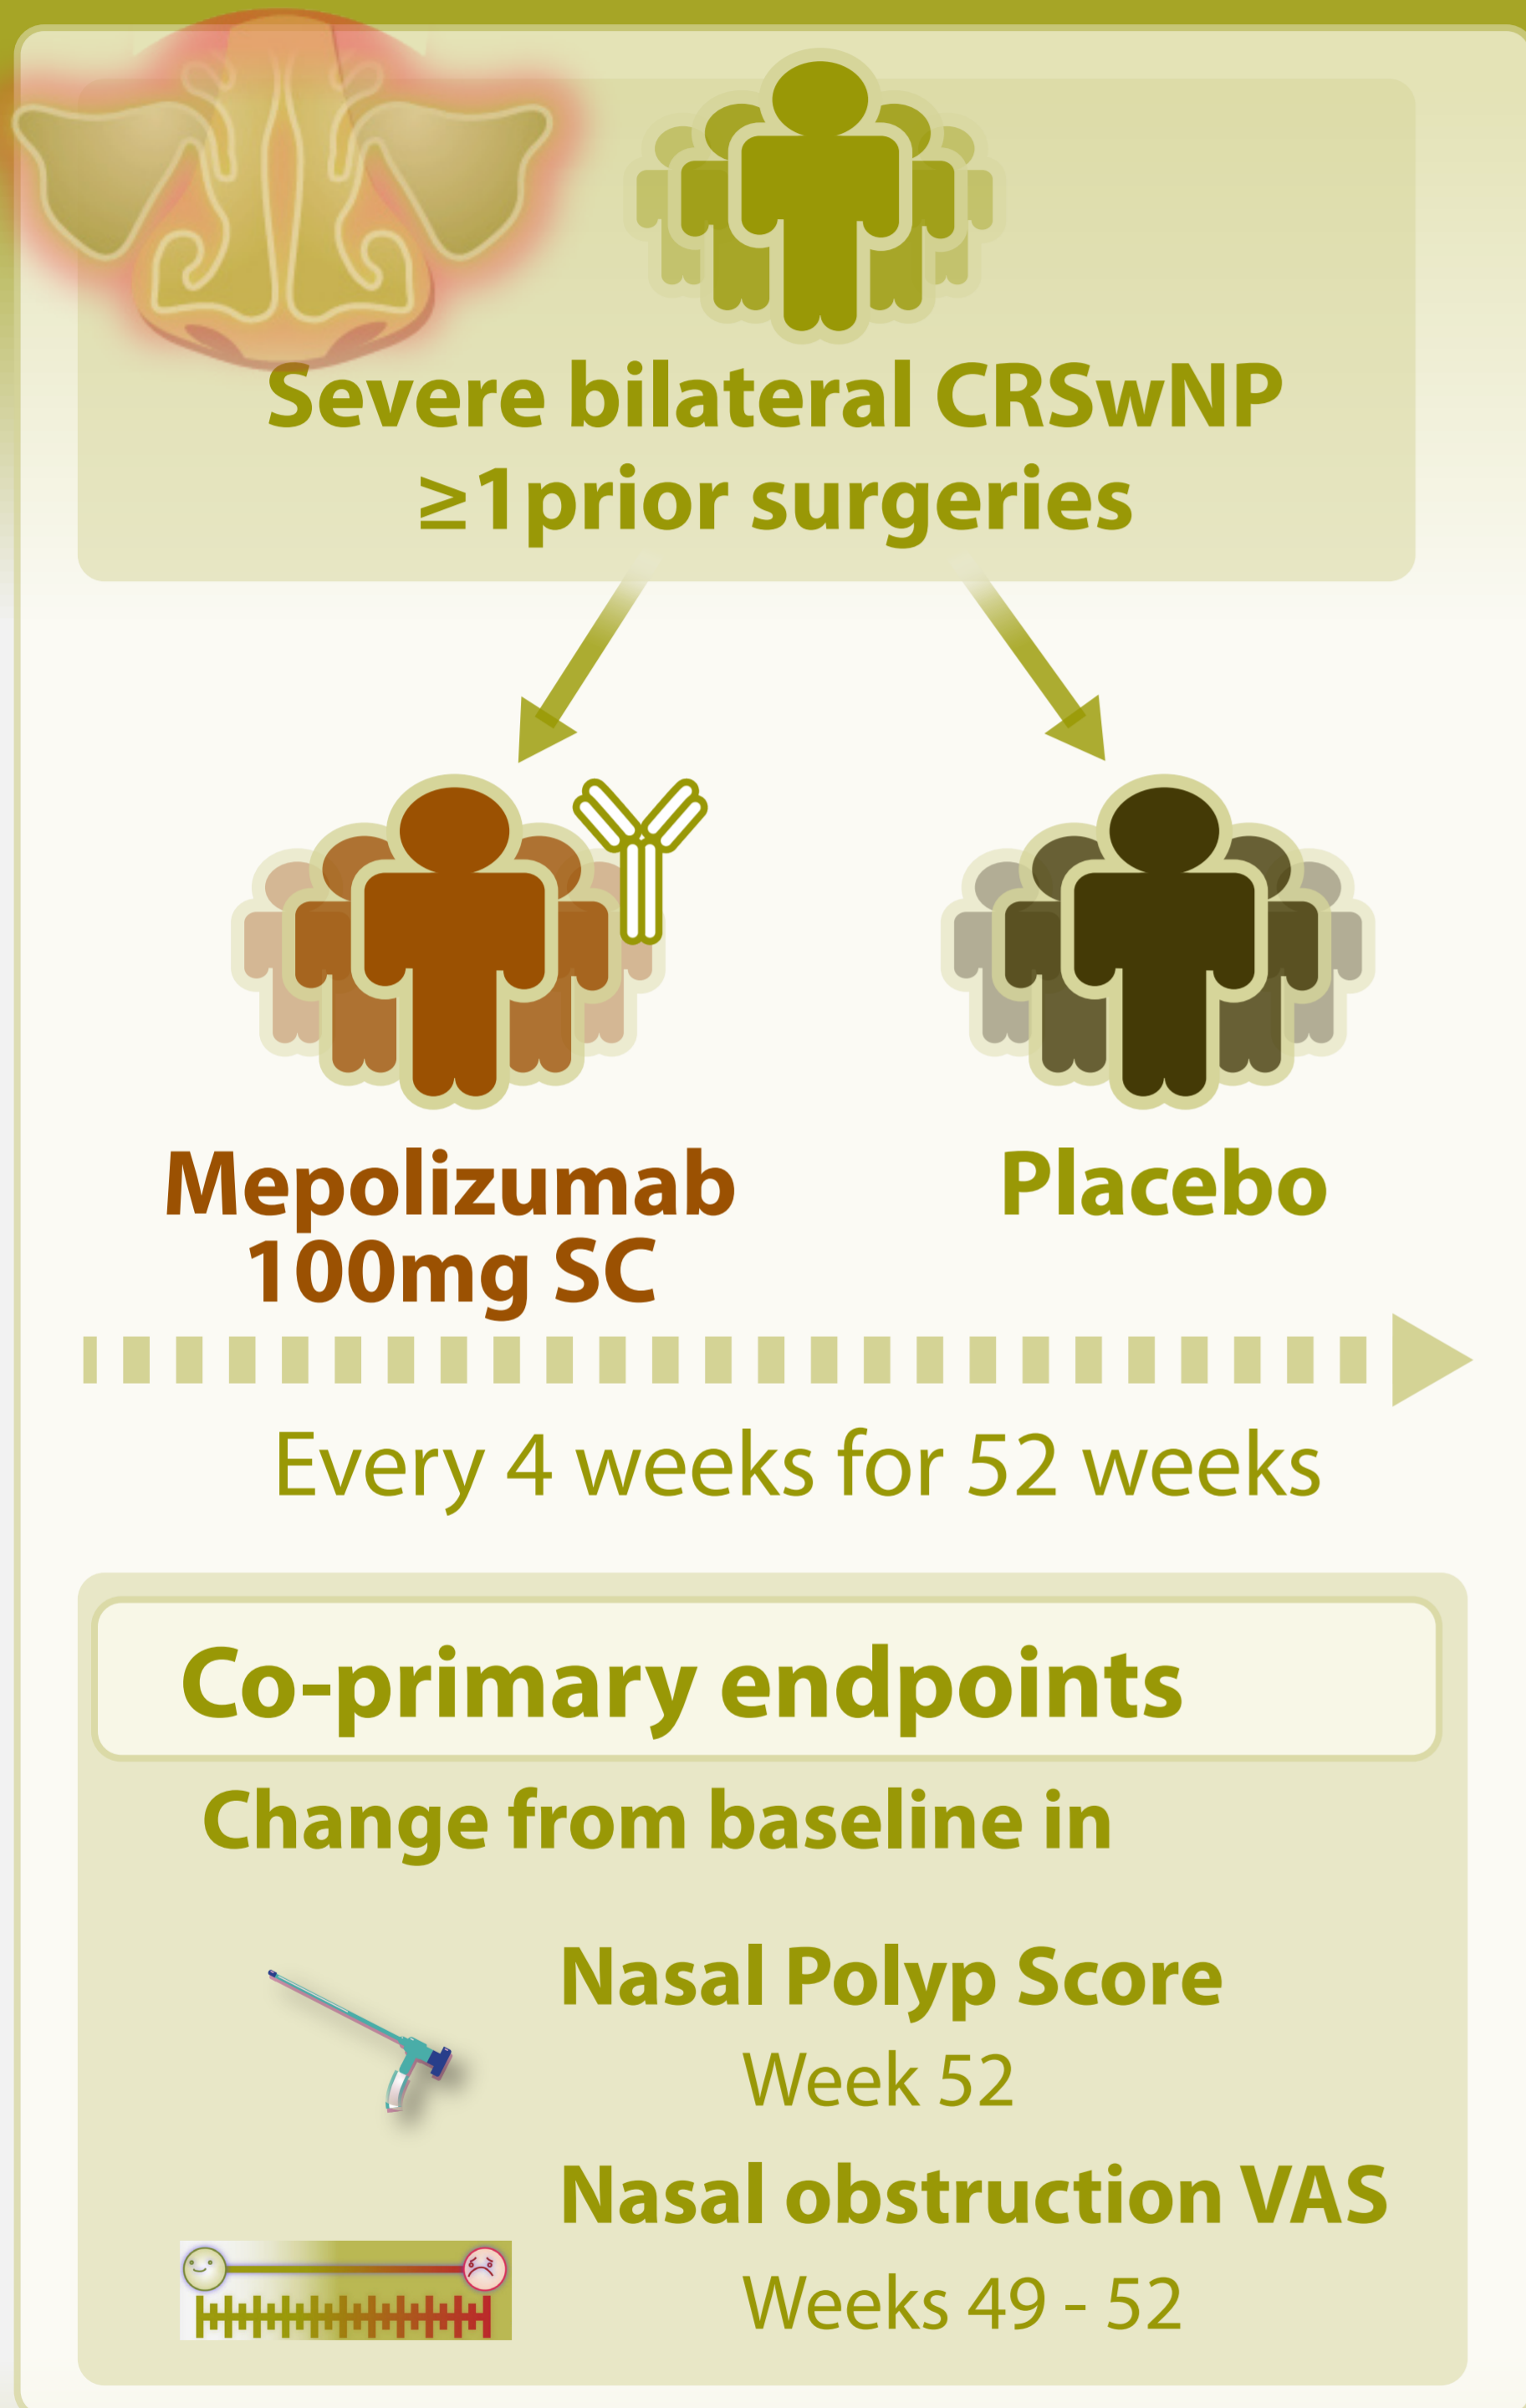 Severe bilateral CRSwNP
≥1prior surgeries
Mepolizumab
100mg SC
Placebo
Every 4 weeks for 52 weeks
Co-primary endpoints
Change from baseline in
Nasal Polyp Score
Week 52
Nasal obstruction VAS
Weeks 49 - 52